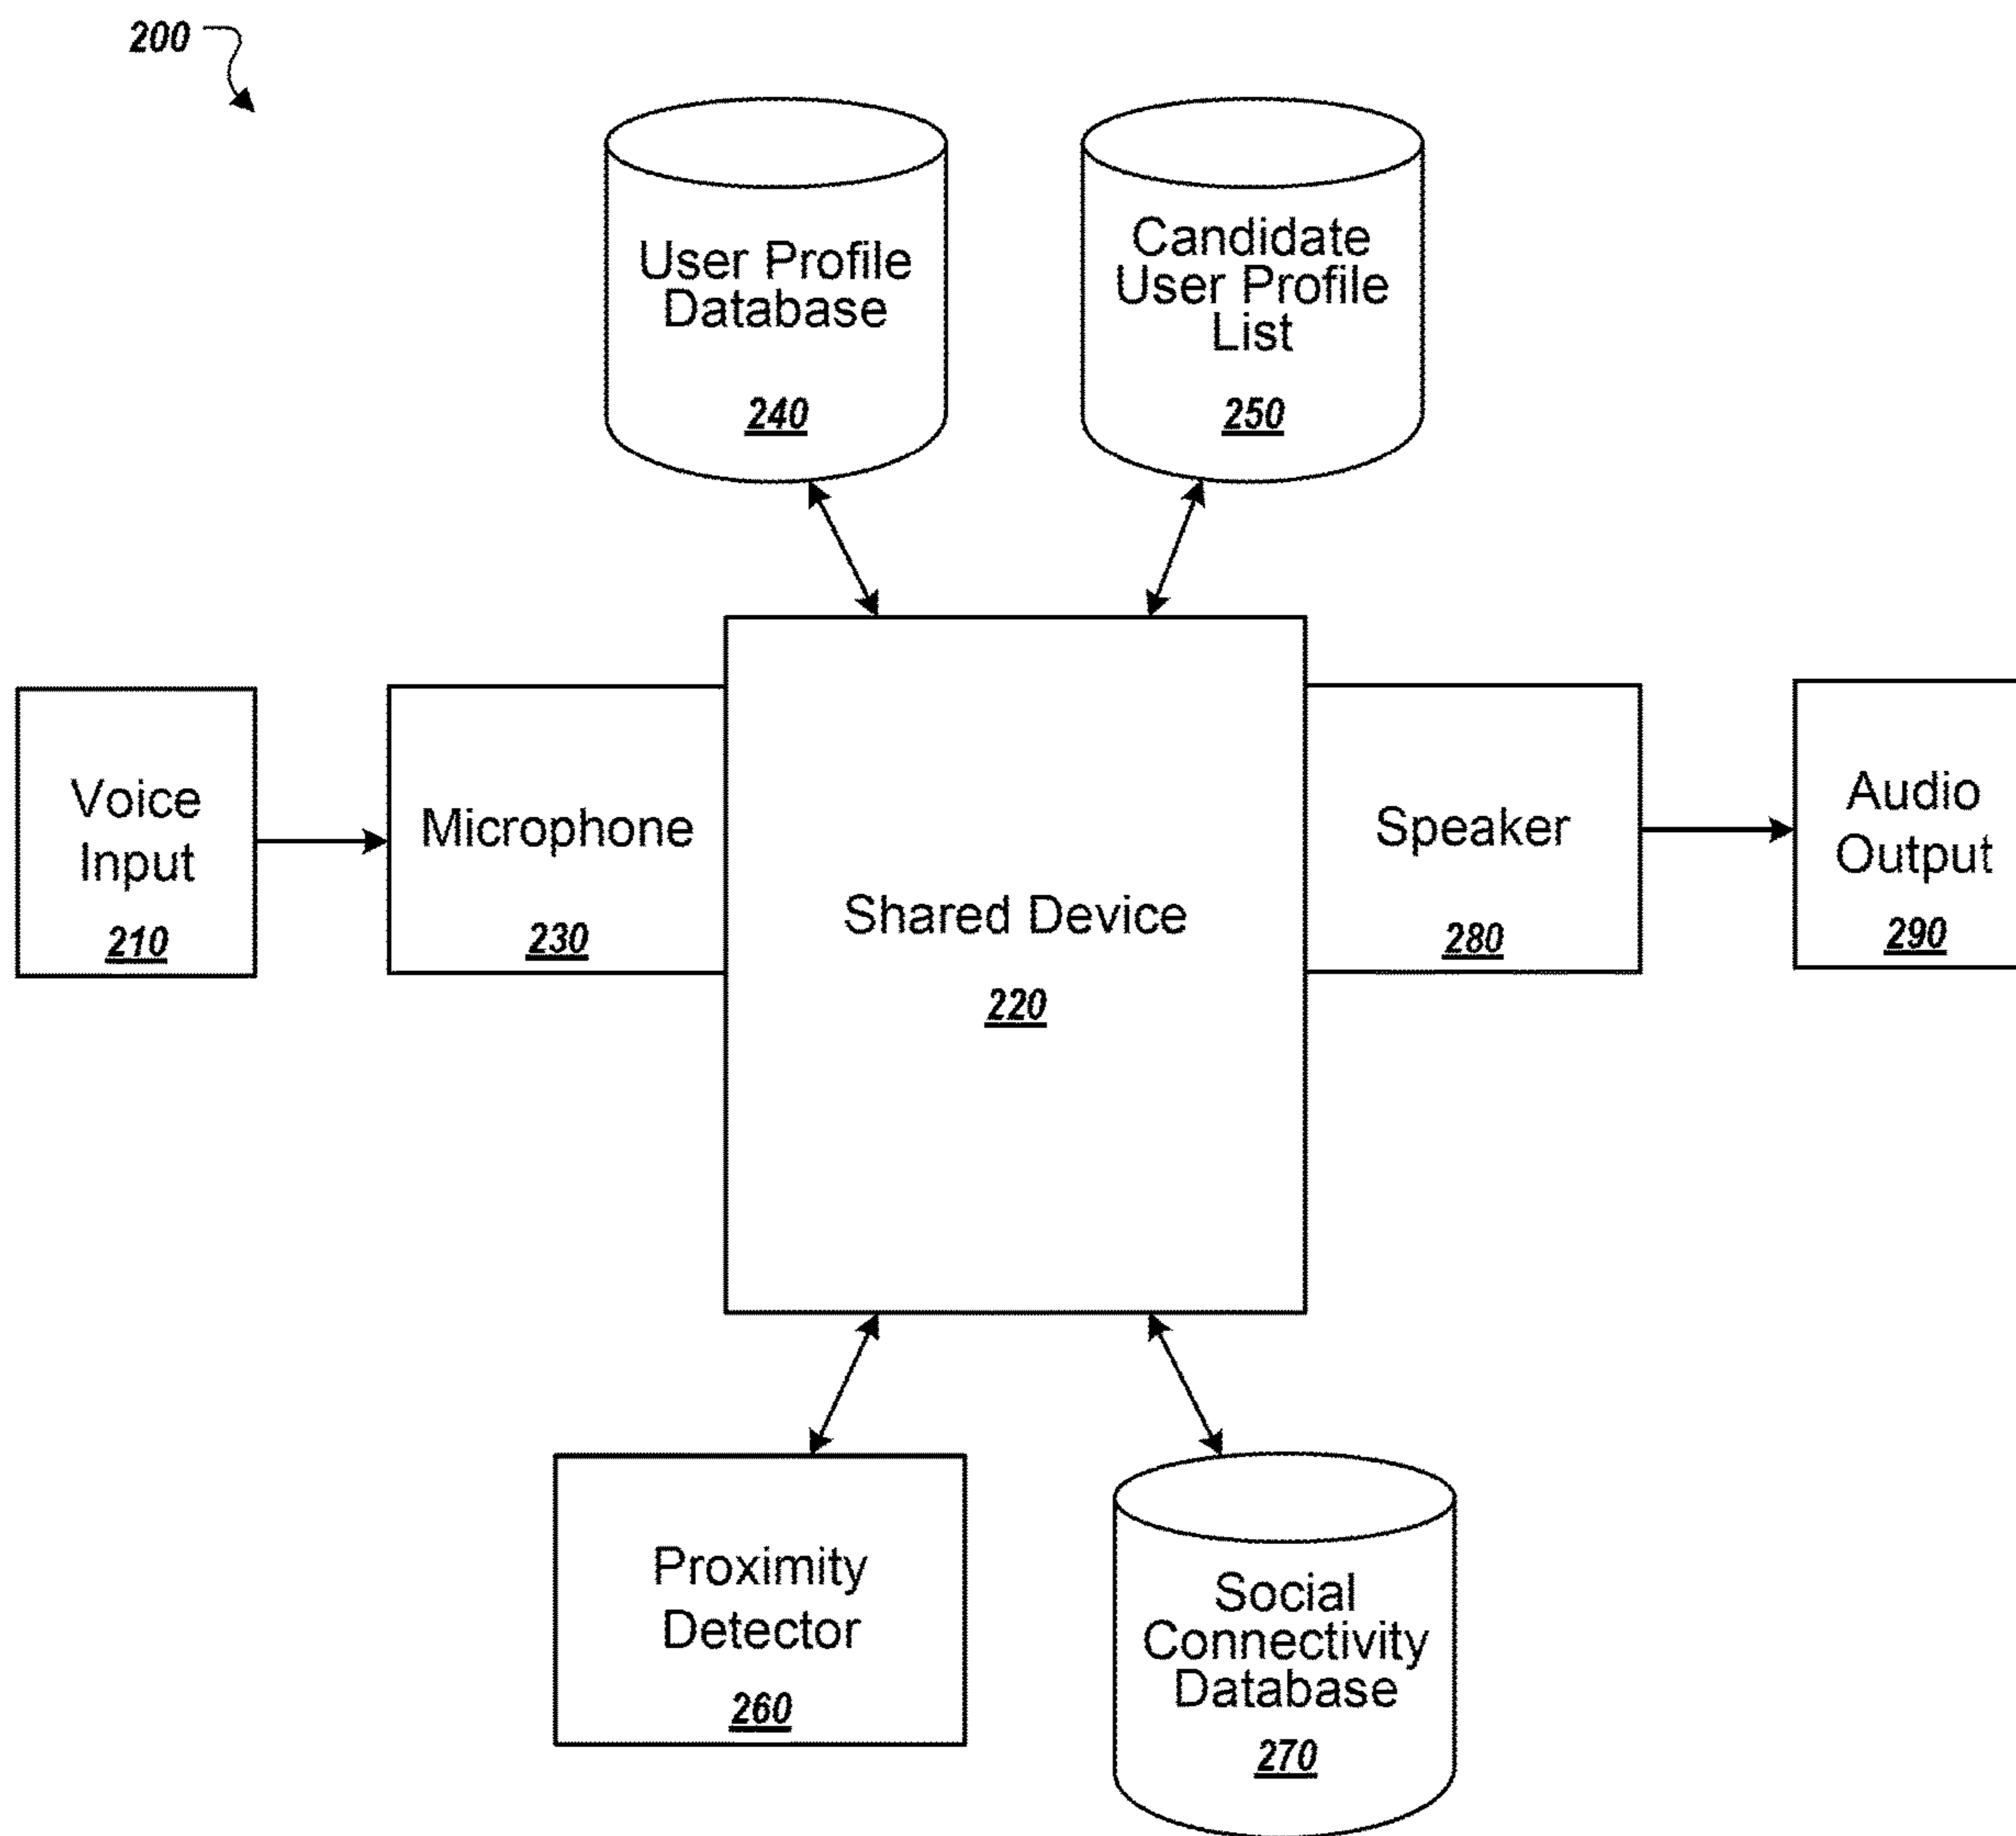 200
User Profile
Database
240
Candidate
User Profile
List
250
Voice
Input
210
Microphone
230
Shared Device
220
Speaker
280
Audio
Output
290
Proximity
Detector
260
Social
Connectivity
Database
270